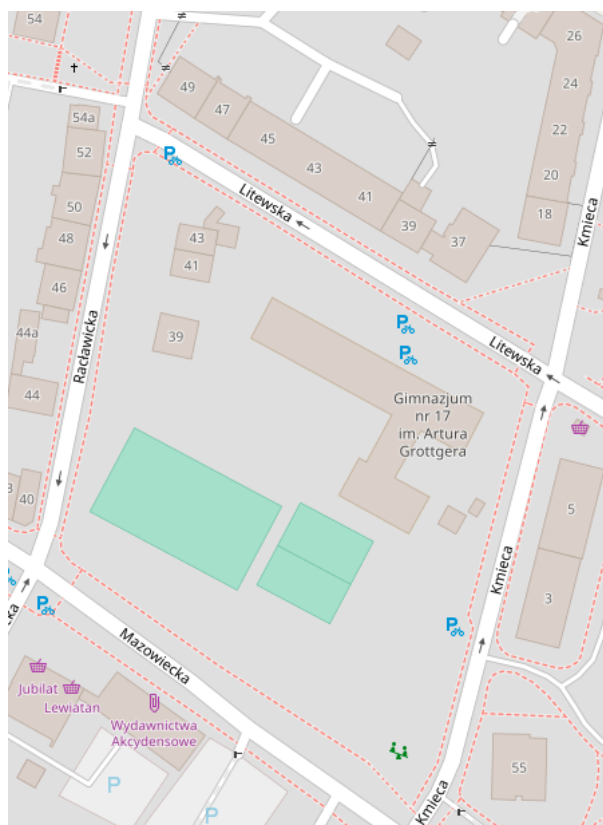 54
26
49
24
47
54a
45
22
52
43
20
41
Litewska
50
39
18
37
Kmieca
43
48
41
46
44a
39
P
P
Litewska
Racławicka
44
Gimnazjum
nr 17
im. Artura
Grottgera
40
5
Kmieca
3
P
P
Mazowiecka
Jubilat
Lewiatan
Wydawnictwa
Akcydensowe
55
P
P
Kmieca
P